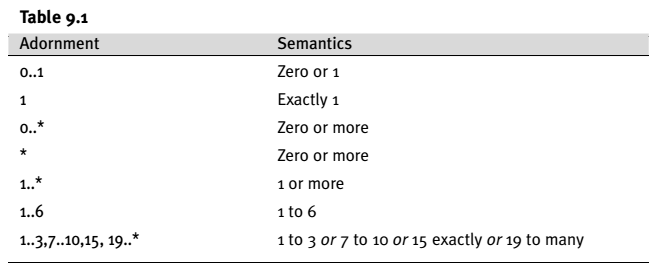 Table 9.1
Adornment Semantics
0..1 Zero or 1
1 Exactly 1
0..* Zero or more
* Zero or more
1..* 1 or more
1..6 1 to 6
1..3,7..10,15, 19..* 1 to 3 or 7 to 10 or 15 exactly or 19 to many